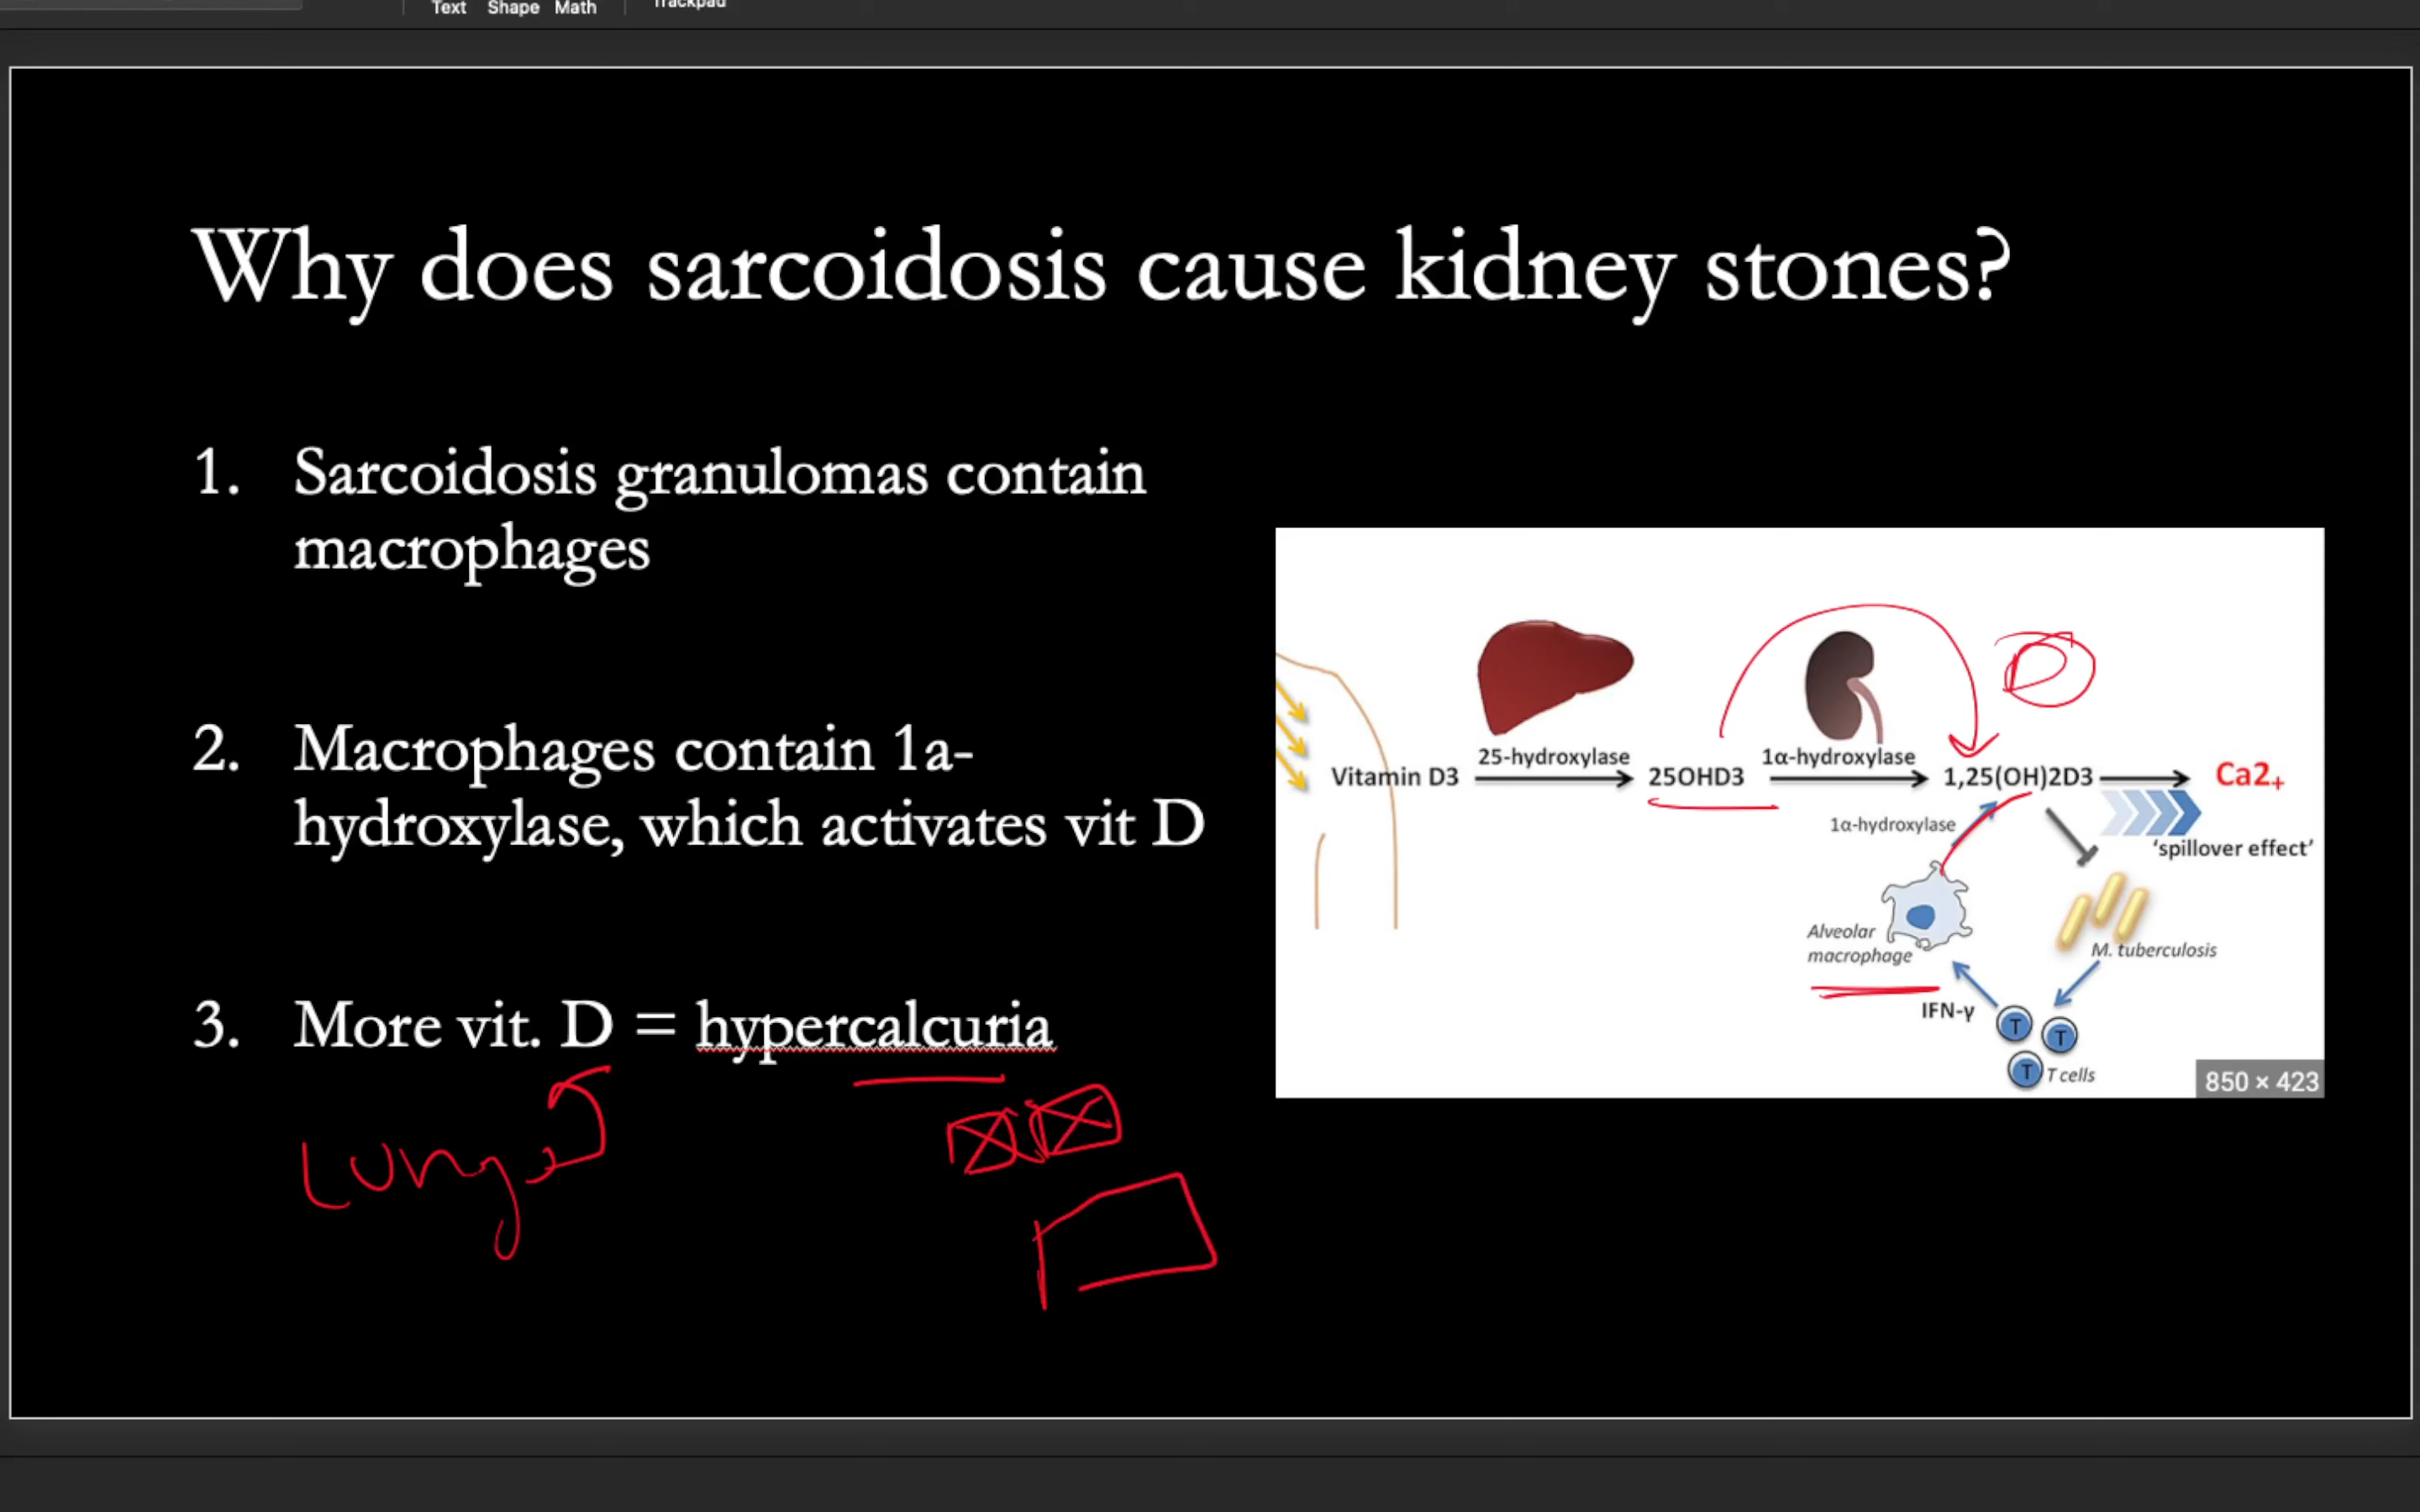 Text Shape Math Trackpad
Why does sarcoidosis cause kidney stones?
1. Sarcoidosis granulomas contain
macrophages
2. Macrophages contain 1a-
hydroxylase, which activates vit D
3. More vit. D = hypercalcuria
Lung
D
25-hydroxylase
1α-hydroxylase
Vitamin D3
25OHD3
1,25(OH)2D3
Ca2+
1α-hydroxylase
'spillover effect'
Alveolar
macrophage
M. tuberculosis
IFN-γ
T
T
T
T cells
850 × 423